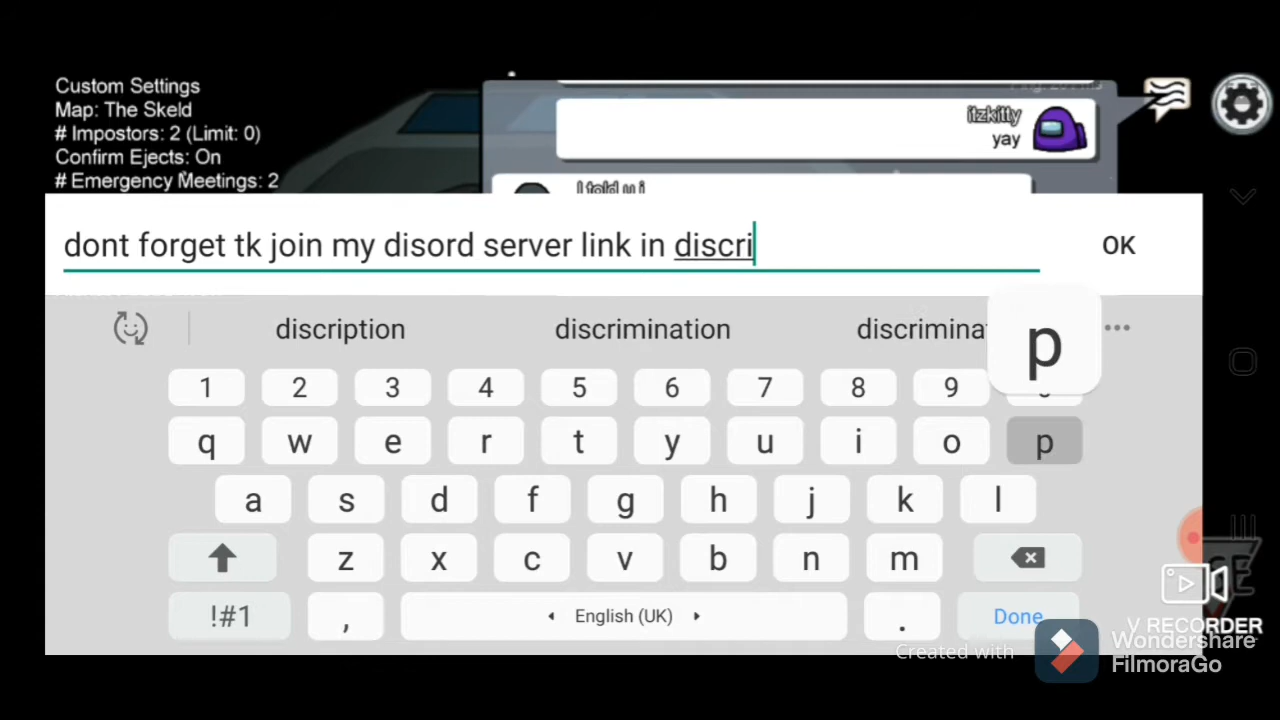 Custom Settings
Map: The Skeld
# Impostors: 2 (Limit: 0)
Confirm Ejects: On
# Emergency Meetings: 2
itzkitty
yay
I told u i
dont forget tk join my disord server link in discri
OK
discription discrimination discrimina
p
1 2 3 4 5 6 7 8 9
q w e r t y u i o p
a s d f g h j k l
z x c v b n m
!#1 , English (UK) . Done
V RECORDER
Created with
Wondershare
FilmoraGo